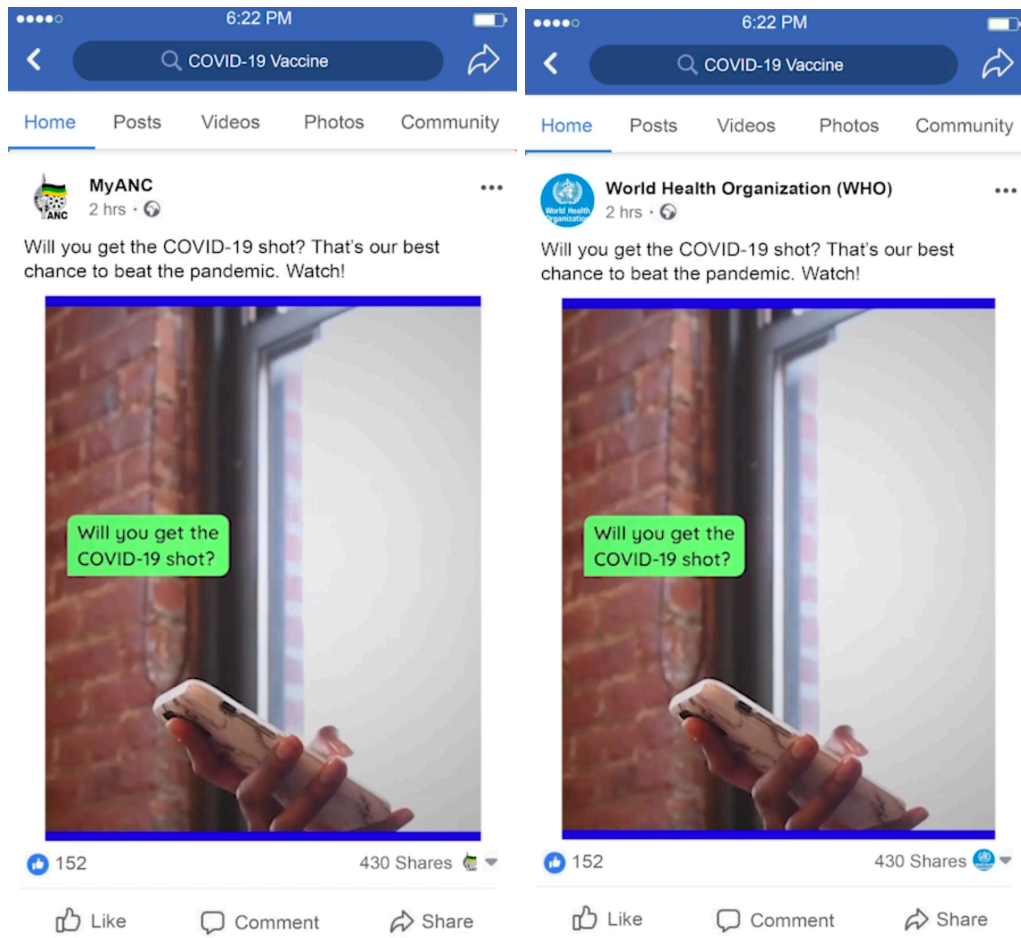 6:22 PM
COVID-19 Vaccine
Home Posts Videos Photos Community
MyANC
2 hrs
ANC
Will you get the COVID-19 shot? That's our best
chance to beat the pandemic. Watch!
Will you get the
COVID-19 shot?
152
430 Shares
Like Comment Share
6:22 PM
COVID-19 Vaccine
Home Posts Videos Photos Community
World Health Organization (WHO)
2 hrs
World Health
Organization
Will you get the COVID-19 shot? That's our best
chance to beat the pandemic. Watch!
Will you get the
COVID-19 shot?
152
430 Shares
Like Comment Share